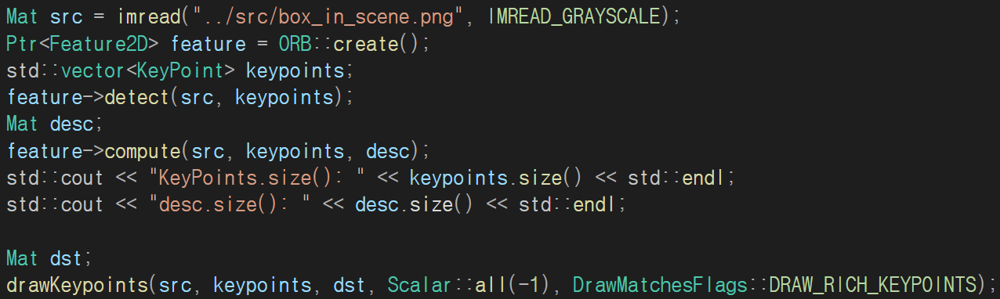 Mat src = imread("../src/box_in_scene.png", IMREAD_GRAYSCALE);
Ptr<Feature2D> feature = ORB::create();
std::vector<KeyPoint> keypoints;
feature->detect(src, keypoints);
Mat desc;
feature->compute(src, keypoints, desc);
std::cout << "KeyPoints.size(): " << keypoints.size() << std::endl;
std::cout << "desc.size(): " << desc.size() << std::endl;
Mat dst;
drawKeypoints(src, keypoints, dst, Scalar::all(-1), DrawMatchesFlags::DRAW_RICH_KEYPOINTS);